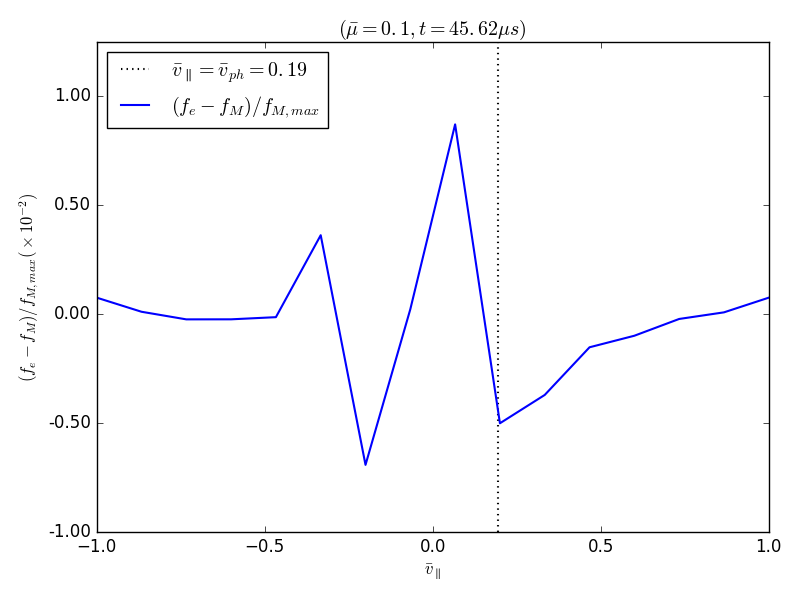 (μ̄ = 0.1, t = 45.62μs)
v̄∥ = v̄ph = 0.19
(fe − fM)/fM,max
1.00
0.50
0.00
-0.50
-1.00
(fe − fM)/fM,max(×10⁻²)
−1.0 −0.5 0.0 0.5 1.0
v̄∥